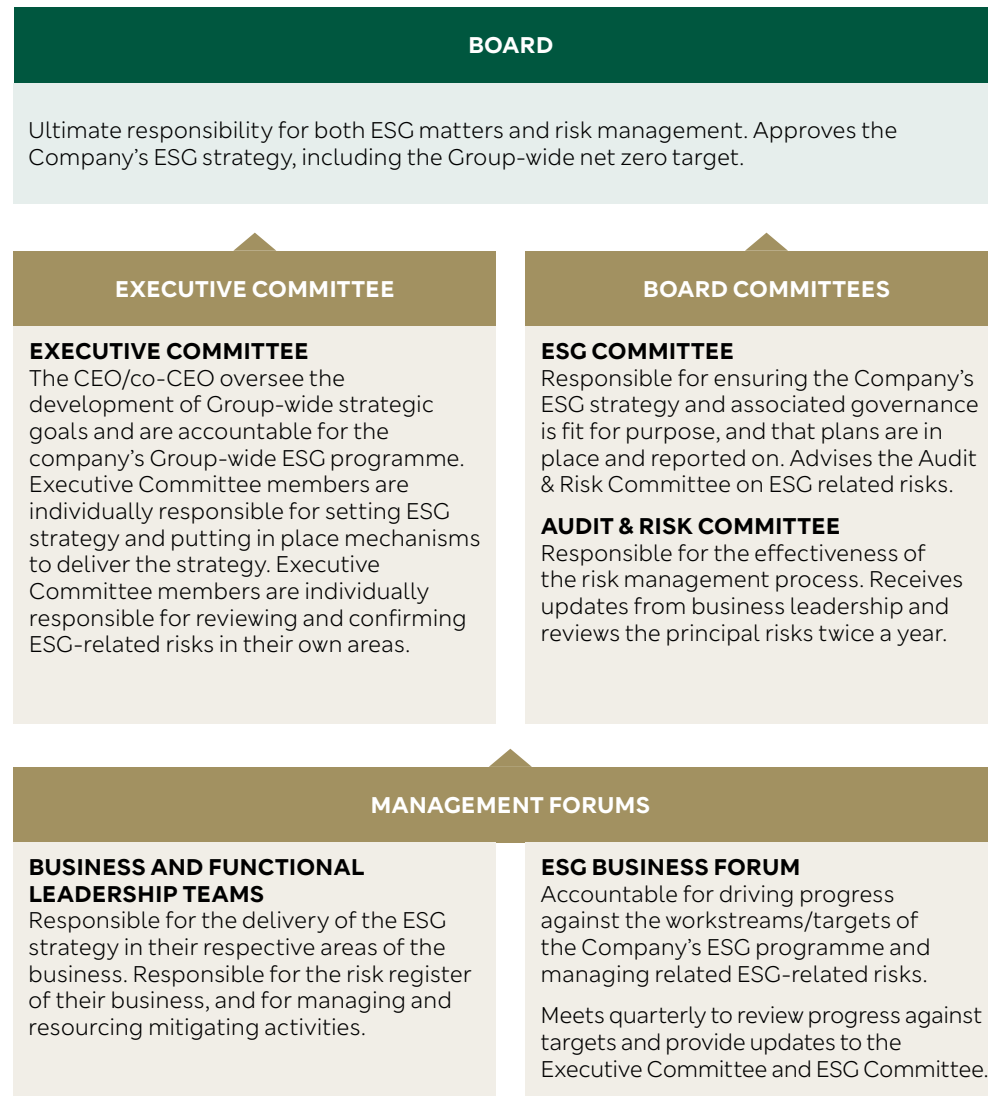 BOARD
Ultimate responsibility for both ESG matters and risk management. Approves the
Company’s ESG strategy, including the Group-wide net zero target.
EXECUTIVE COMMITTEE
EXECUTIVE COMMITTEE
The CEO/co-CEO oversee the
development of Group-wide strategic
goals and are accountable for the
company’s Group-wide ESG programme.
Executive Committee members are
individually responsible for setting ESG
strategy and putting in place mechanisms
to deliver the strategy. Executive
Committee members are individually
responsible for reviewing and confirming
ESG-related risks in their own areas.
BOARD COMMITTEES
ESG COMMITTEE
Responsible for ensuring the Company’s
ESG strategy and associated governance
is fit for purpose, and that plans are in
place and reported on. Advises the Audit
& Risk Committee on ESG related risks.
AUDIT & RISK COMMITTEE
Responsible for the effectiveness of
the risk management process. Receives
updates from business leadership and
reviews the principal risks twice a year.
MANAGEMENT FORUMS
BUSINESS AND FUNCTIONAL
LEADERSHIP TEAMS
Responsible for the delivery of the ESG
strategy in their respective areas of the
business. Responsible for the risk register
of their business, and for managing and
resourcing mitigating activities.
ESG BUSINESS FORUM
Accountable for driving progress
against the workstreams/targets of
the Company’s ESG programme and
managing related ESG-related risks.
Meets quarterly to review progress against
targets and provide updates to the
Executive Committee and ESG Committee.